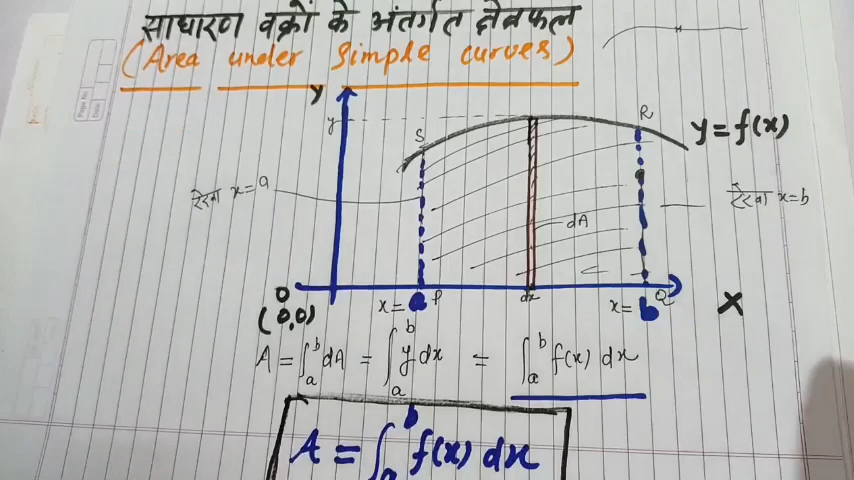 साधारण वक्रों के अंतर्गत क्षेत्रफल
(Area under simple curves)
Y
y
S
R
y = f(x)
रेखा x = a
रेखा x = b
dA
O
(0,0)
x = a P
dx
x = b Q
X
A = ∫ₐᵇ dA = ∫ₐᵇ y dx = ∫ₐᵇ f(x) dx
A = ∫ₐᵇ f(x) dx